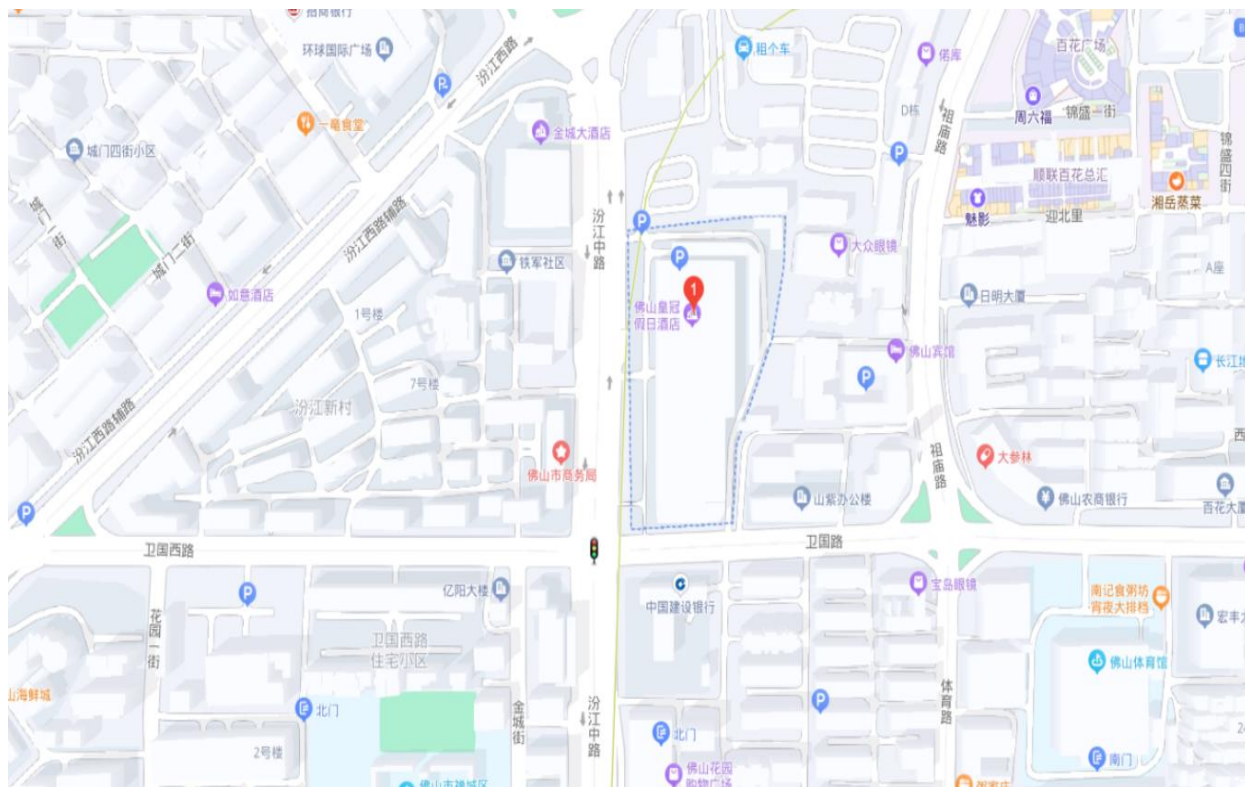 招商银行
环球国际广场
汾江西路
租个车
偌库
百花广场
D栋
祖庙路
周六福
锦盛一街
锦盛四街
一竜食堂
金城大酒店
城门四街小区
顺联百花总汇
湘岳蒸菜
魅影
迎北里
城门一街
城门二街
汾江西路辅路
汾江中路
大众眼镜
铁军社区
A座
如意酒店
1
佛山皇冠
假日酒店
日明大厦
1号楼
佛山宾馆
7号楼
汾江新村
汾江西路辅路
祖庙路
大参林
佛山市商务局
山紫办公楼
佛山农商银行
百花大厦
西
卫国西路
卫国路
亿阳大楼
中国建设银行
宝岛眼镜
南记食粥坊
宵夜大排档
花园一街
卫国西路
住宅小区
佛山体育馆
山海鲜城
北门
金城街
汾江中路
体育路
2号楼
北门
南门
佛山花园
购物广场